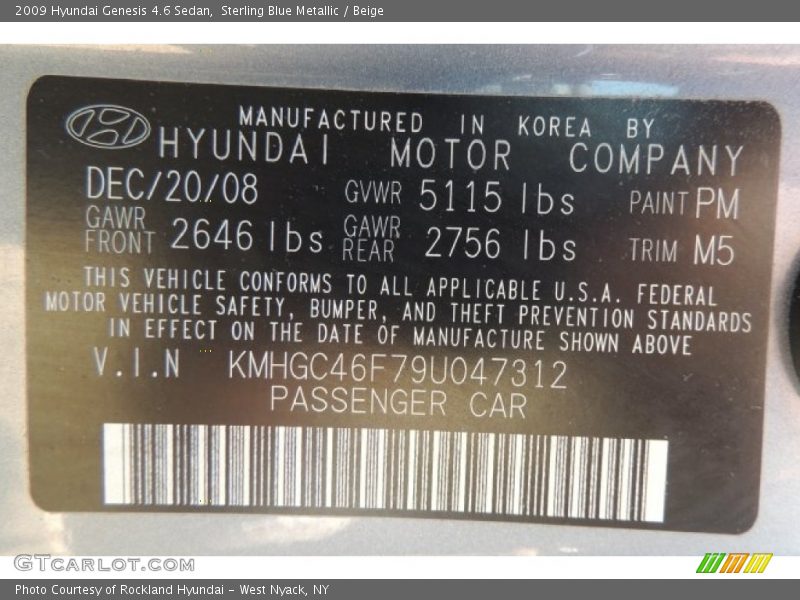 2009 Hyundai Genesis 4.6 Sedan,  Sterling Blue Metallic / Beige
MANUFACTURED IN KOREA BY
HYUNDAI MOTOR COMPANY
DEC/20/08 GVWR 5115 lbs PAINT PM
GAWR FRONT 2646 lbs GAWR REAR 2756 lbs TRIM M5
THIS VEHICLE CONFORMS TO ALL APPLICABLE U.S.A. FEDERAL
MOTOR VEHICLE SAFETY, BUMPER, AND THEFT PREVENTION STANDARDS
IN EFFECT ON THE DATE OF MANUFACTURE SHOWN ABOVE
V.I.N KMHGC46F79U047312
PASSENGER CAR
GTCARLOT.COM
Photo Courtesy of Rockland Hyundai - West Nyack, NY